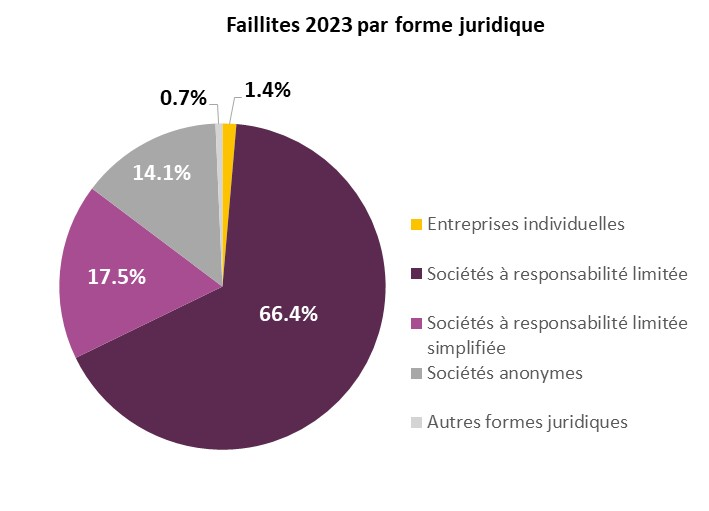 Faillites 2023 par forme juridique
0.7%
1.4%
14.1%
17.5%
66.4%
Entreprises individuelles
Sociétés à responsabilité limitée
Sociétés à responsabilité limitée
simplifiée
Sociétés anonymes
Autres formes juridiques